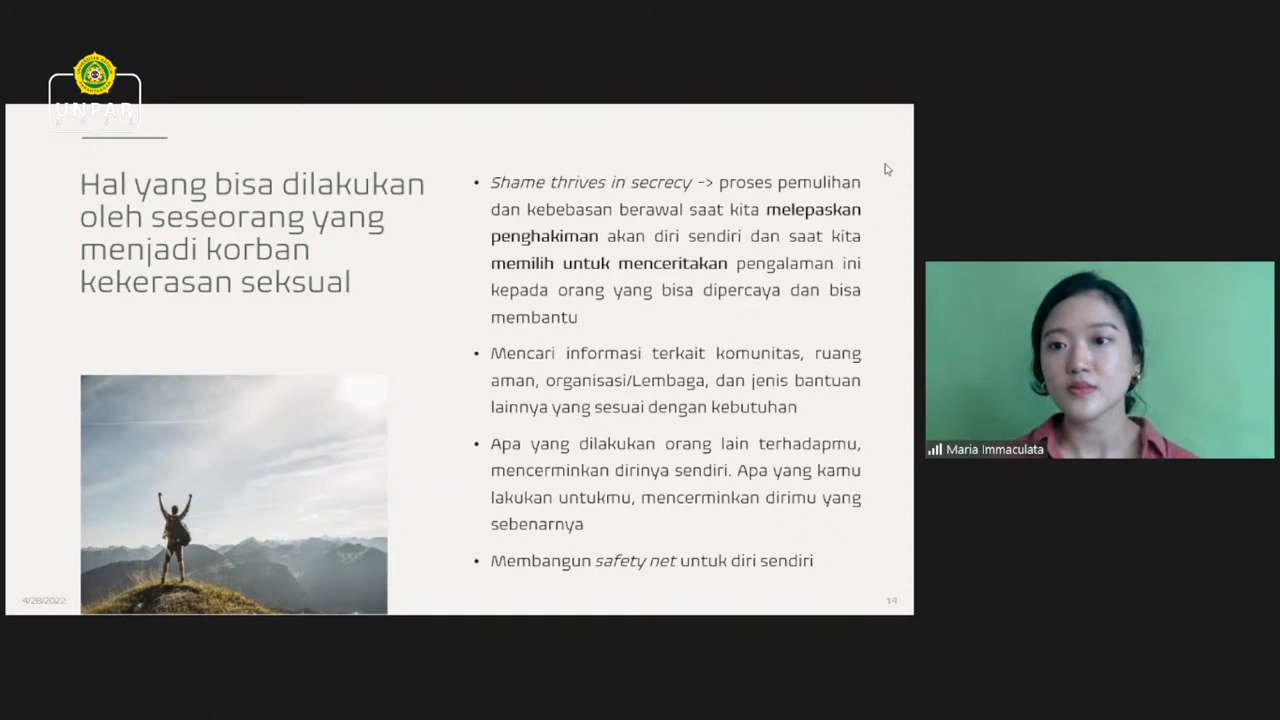 UNPAR
Hal yang bisa dilakukan
oleh seseorang yang
menjadi korban
kekerasan seksual
• Shame thrives in secrecy -> proses pemulihan
dan kebebasan berawal saat kita melepaskan
penghakiman akan diri sendiri dan saat kita
memilih untuk menceritakan pengalaman ini
kepada orang yang bisa dipercaya dan bisa
membantu
• Mencari informasi terkait komunitas, ruang
aman, organisasi/Lembaga, dan jenis bantuan
lainnya yang sesuai dengan kebutuhan
• Apa yang dilakukan orang lain terhadapmu,
mencerminkan dirinya sendiri. Apa yang kamu
lakukan untukmu, mencerminkan dirimu yang
sebenarnya
• Membangun safety net untuk diri sendiri
4/28/2022
14
Maria Immaculata